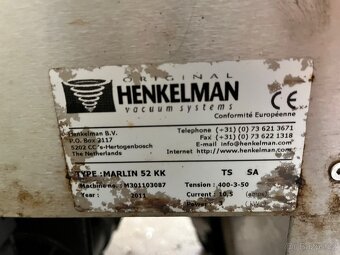 ORIGINAL
HENKELMAN
vacuum systems
CE
Conformité Européenne
Henkelman B.V.
P.O. Box 2117
5202 CC 's-Hertogenbosch
The Netherlands
Telephone (+31) (0) 73 621 3671
Fax (+31) (0) 73 622 1318
E-mail info@henkelman.com
Internet http://www.henkelman.com
TYPE :MARLIN 52 KK TS SA
Machine no.: M301103087 Tension : 400-3-50
Year : 2011 Current : 10,5
Power